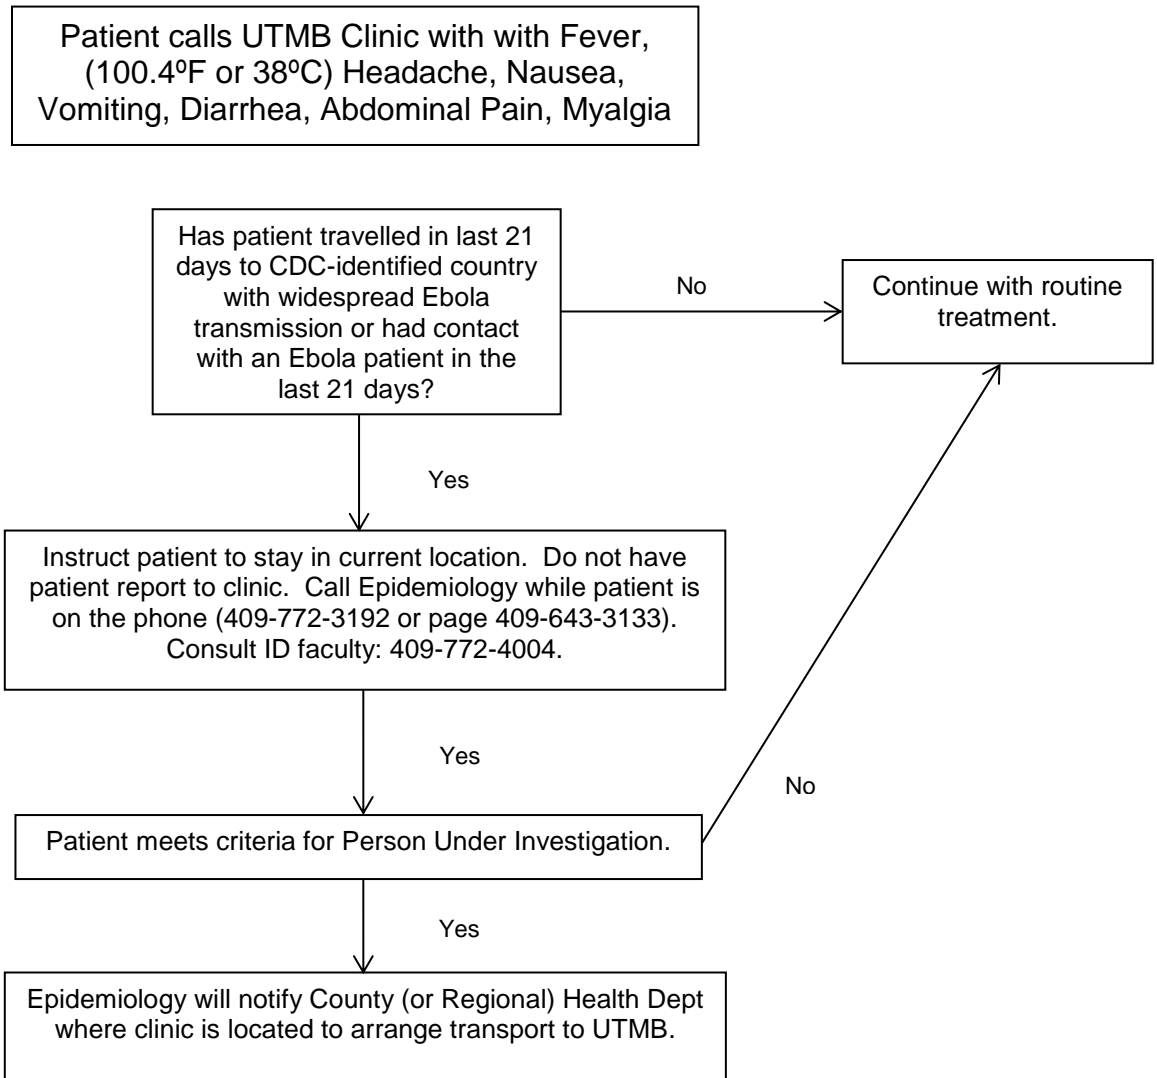 Patient calls UTMB Clinic with with Fever,
(100.4ºF or 38ºC) Headache, Nausea,
Vomiting, Diarrhea, Abdominal Pain, Myalgia
Has patient travelled in last 21
days to CDC-identified country
with widespread Ebola
transmission or had contact
with an Ebola patient in the
last 21 days?
No
Continue with routine
treatment.
Yes
Instruct patient to stay in current location.  Do not have
patient report to clinic.  Call Epidemiology while patient is
on the phone (409-772-3192 or page 409-643-3133).
Consult ID faculty: 409-772-4004.
Yes
No
Patient meets criteria for Person Under Investigation.
Yes
Epidemiology will notify County (or Regional) Health Dept
where clinic is located to arrange transport to UTMB.